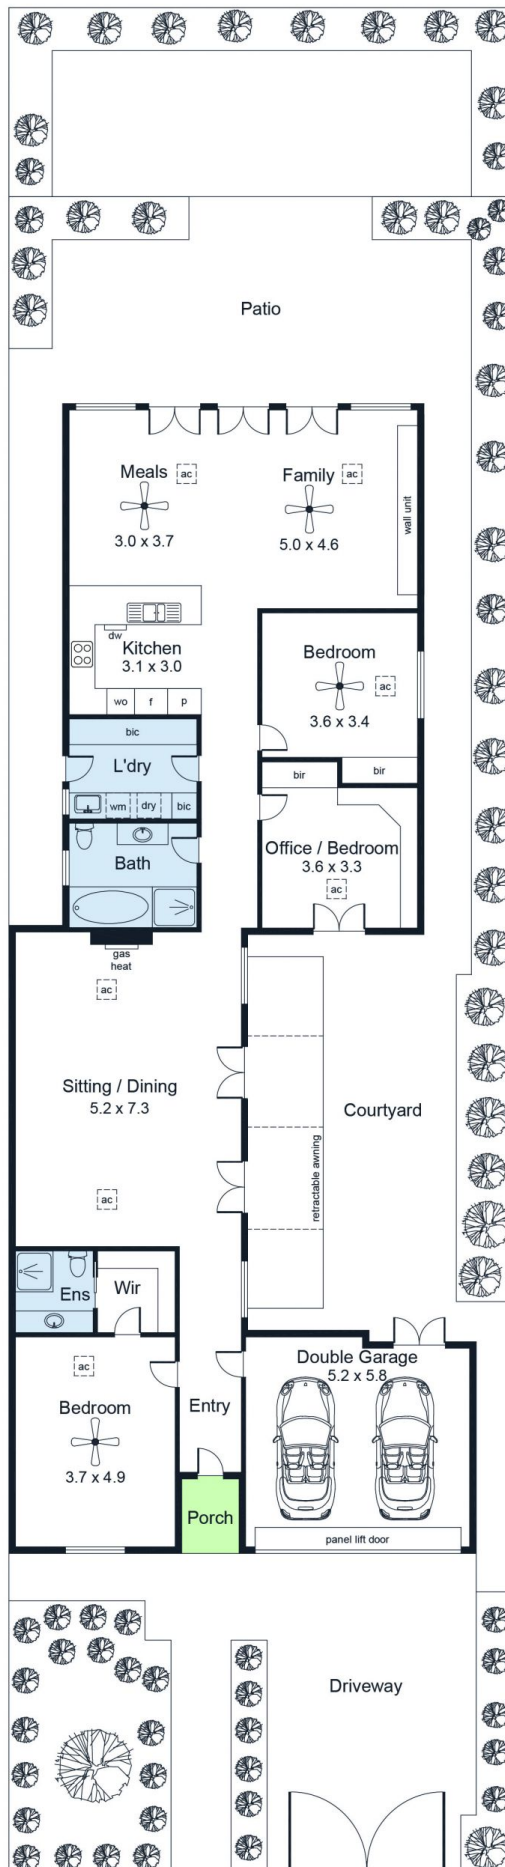 Patio
Meals
ac
3.0 x 3.7
Family
ac
5.0 x 4.6
wall unit
dw
Kitchen
3.1 x 3.0
wo
f
p
Bedroom
ac
3.6 x 3.4
bic
L'dry
wm
dry
bic
bir
bir
Bath
Office / Bedroom
3.6 x 3.3
ac
gas
heat
ac
Sitting / Dining
5.2 x 7.3
ac
Courtyard
retractable awning
Ens
Wir
ac
Bedroom
3.7 x 4.9
Entry
Porch
Double Garage
5.2 x 5.8
panel lift door
Driveway